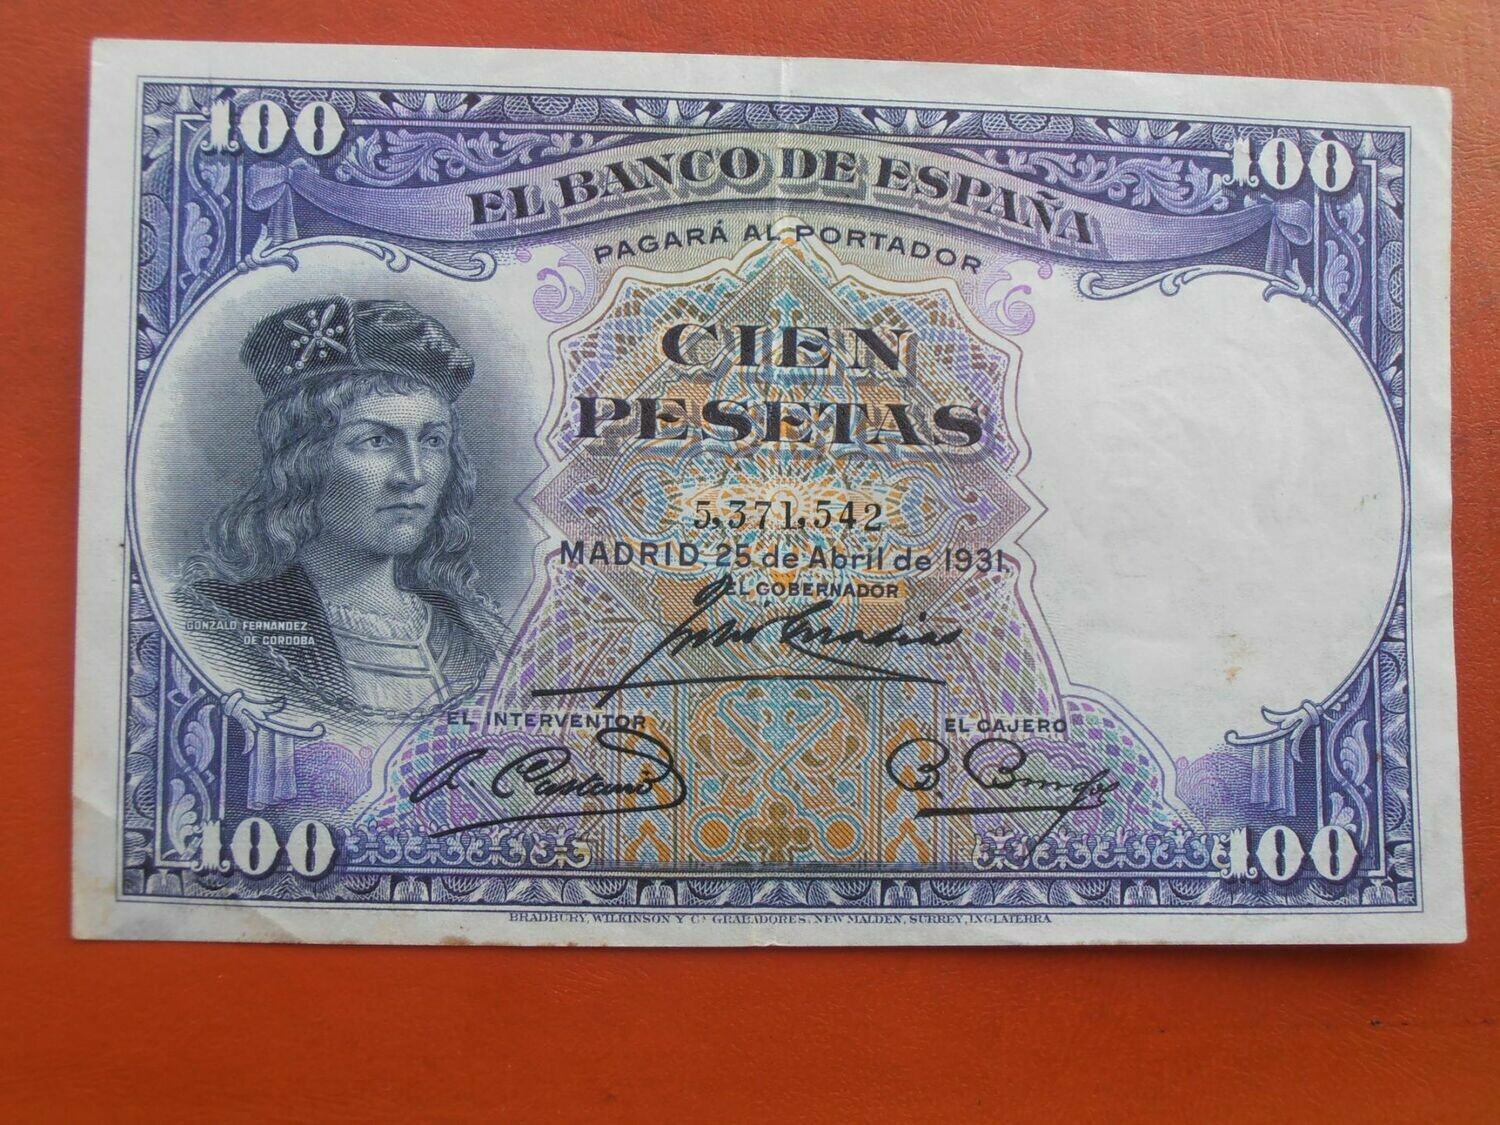 100
100
EL BANCO DE ESPAÑA
PAGARÁ AL PORTADOR
CIEN
PESETAS
5,371,542
MADRID 25 de Abril de 1931
EL GOBERNADOR
GONZALO FERNANDEZ
DE CORDOBA
EL INTERVENTOR
EL CAJERO
A. Castaño
100
100
BRADBURY, WILKINSON Y Cª GRABADORES, NEW MALDEN, SURREY, INGLATERRA